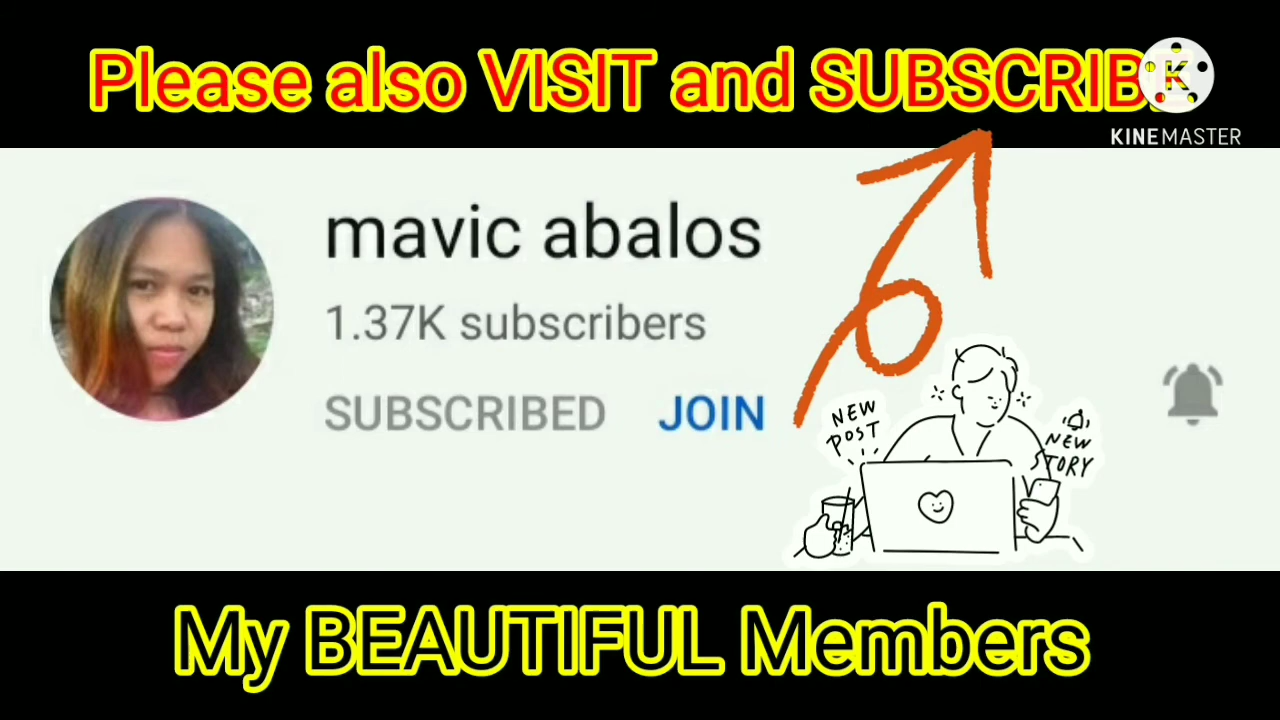 Please also VISIT and SUBSCRIB
K
KINEMASTER
mavic abalos
1.37K subscribers
SUBSCRIBED JOIN
NEW
POST
NEW
STORY
My BEAUTIFUL Members